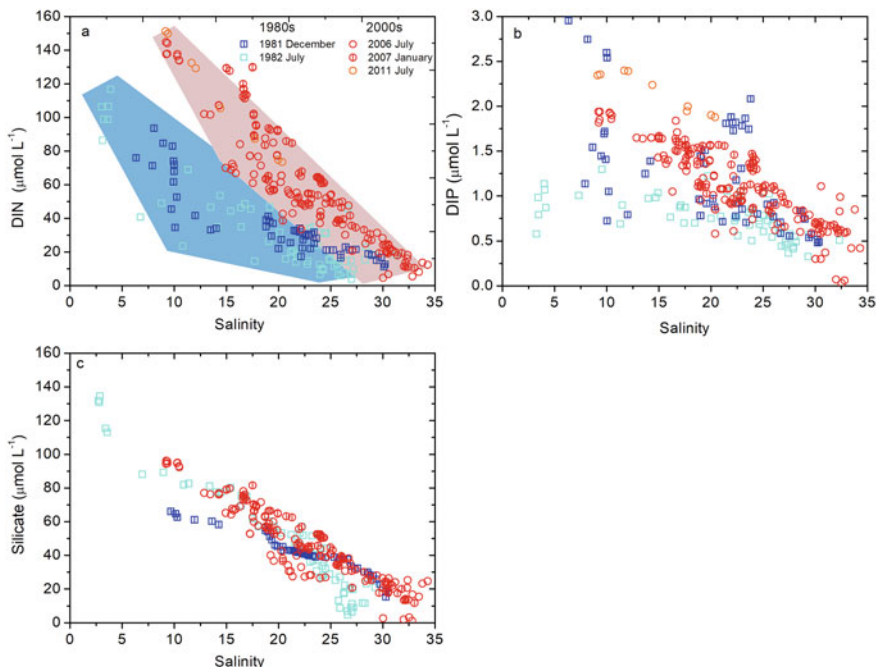 1980s 2000s
a
1981 December 2006 July
1982 July 2007 January
2011 July
160
140
120
100
80
60
40
20
0
DIN (μmol L⁻¹)
0 5 10 15 20 25 30 35
Salinity
b
3.0
2.5
2.0
1.5
1.0
0.5
0.0
DIP (μmol L⁻¹)
0 5 10 15 20 25 30 35
Salinity
c
160
140
120
100
80
60
40
20
0
Silicate (μmol L⁻¹)
0 5 10 15 20 25 30 35
Salinity